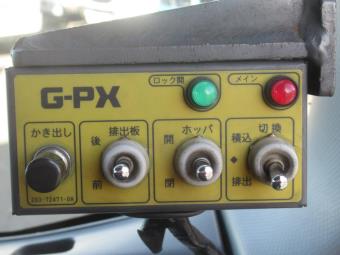 ロック開 メイン
G-PX
かき出し 排出板 ホッパ 切換
後 開 積込
前 閉 排出